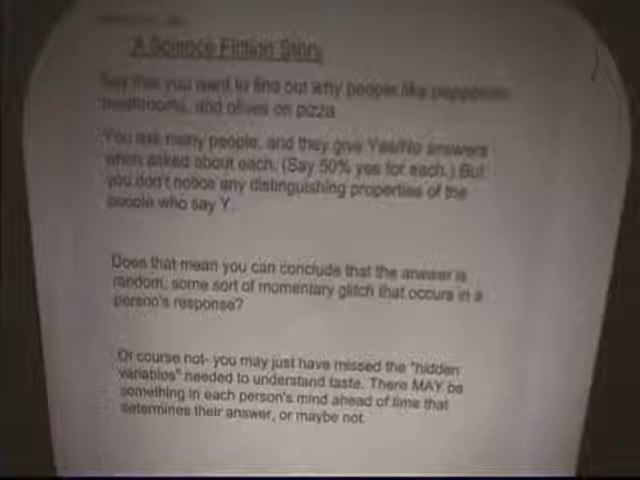 A Science Fiction Story
Say that you want to find out why people like pepperoni,
mushrooms, and olives on pizza
You ask many people, and they give Yes/No answers
when asked about each. (Say 50% yes for each.) But
you don't notice any distinguishing properties of the
people who say Y.
Does that mean you can conclude that the answer is
random, some sort of momentary glitch that occurs in a
person's response?
Of course not- you may just have missed the "hidden
variables" needed to understand taste. There MAY be
something in each person's mind ahead of time that
determines their answer, or maybe not.